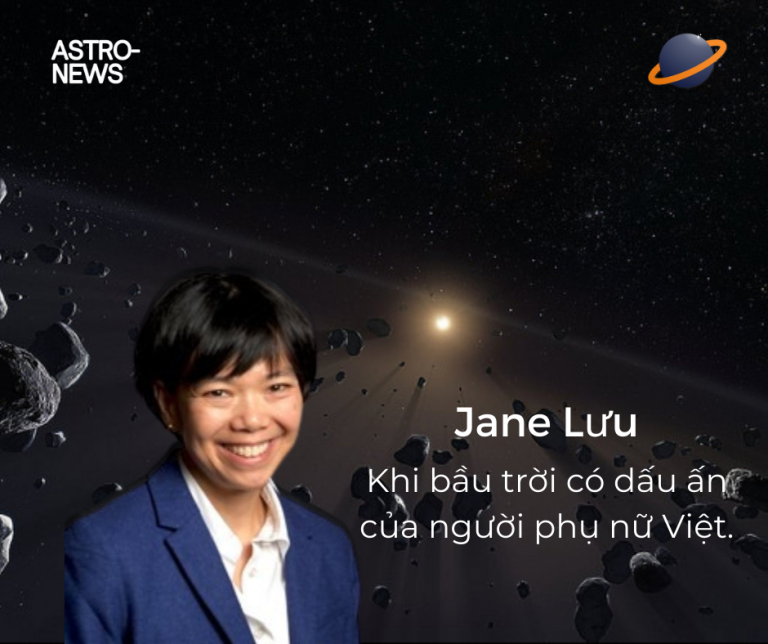 ASTRO-
NEWS
Jane Lưu
Khi bầu trời có dấu ấn
của người phụ nữ Việt.